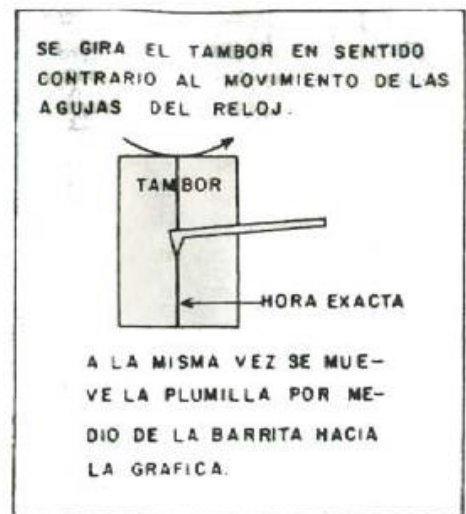 SE GIRA EL TAMBOR EN SENTIDO
CONTRARIO AL MOVIMIENTO DE LAS
AGUJAS DEL RELOJ.
TAMBOR
HORA EXACTA
A LA MISMA VEZ SE MUE-
VE LA PLUMILLA POR ME-
DIO DE LA BARRITA HACIA
LA GRAFICA.